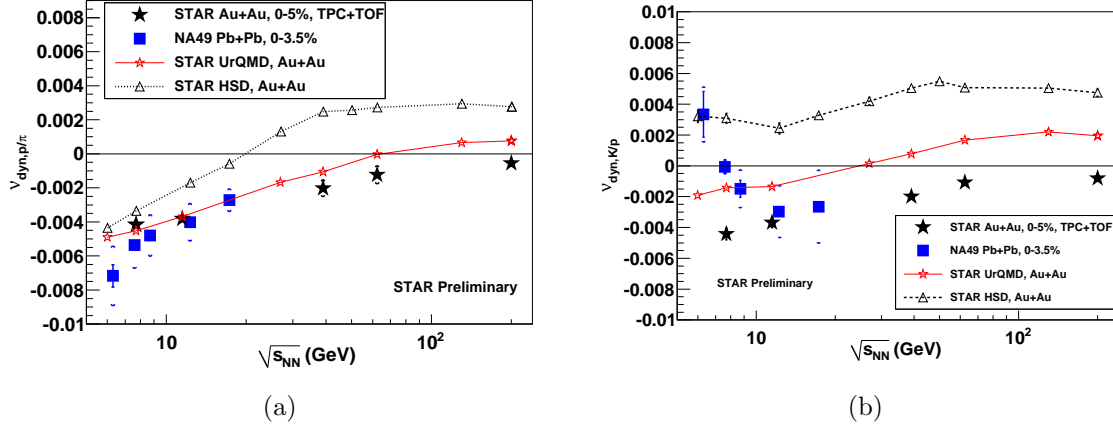 0.008
0.006
0.004
0.002
0
-0.002
-0.004
-0.006
-0.008
-0.01
ν_dyn,p/π
STAR Au+Au, 0-5%, TPC+TOF
NA49 Pb+Pb, 0-3.5%
STAR UrQMD, Au+Au
STAR HSD, Au+Au
STAR Preliminary
10
10²
√s_NN (GeV)
(a)
0.01
0.008
0.006
0.004
0.002
0
-0.002
-0.004
-0.006
-0.008
-0.01
ν_dyn,K/p
STAR Au+Au, 0-5%, TPC+TOF
NA49 Pb+Pb, 0-3.5%
STAR UrQMD, Au+Au
STAR HSD, Au+Au
STAR Preliminary
10
10²
√s_NN (GeV)
(b)